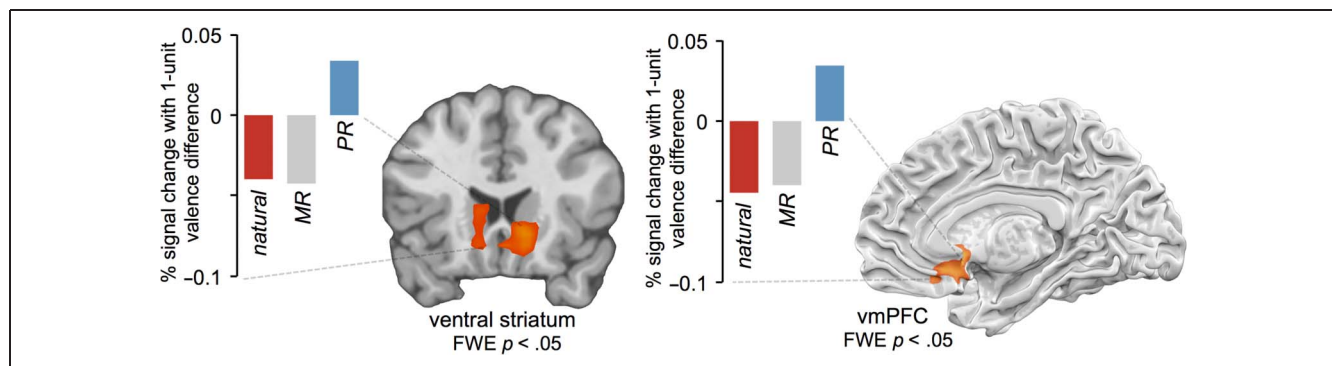 0.05
0
−0.1
% signal change with 1-unit
valence difference
natural
MR
PR
ventral striatum
FWE p < .05
0.05
0
−0.1
% signal change with 1-unit
valence difference
natural
MR
PR
vmPFC
FWE p < .05